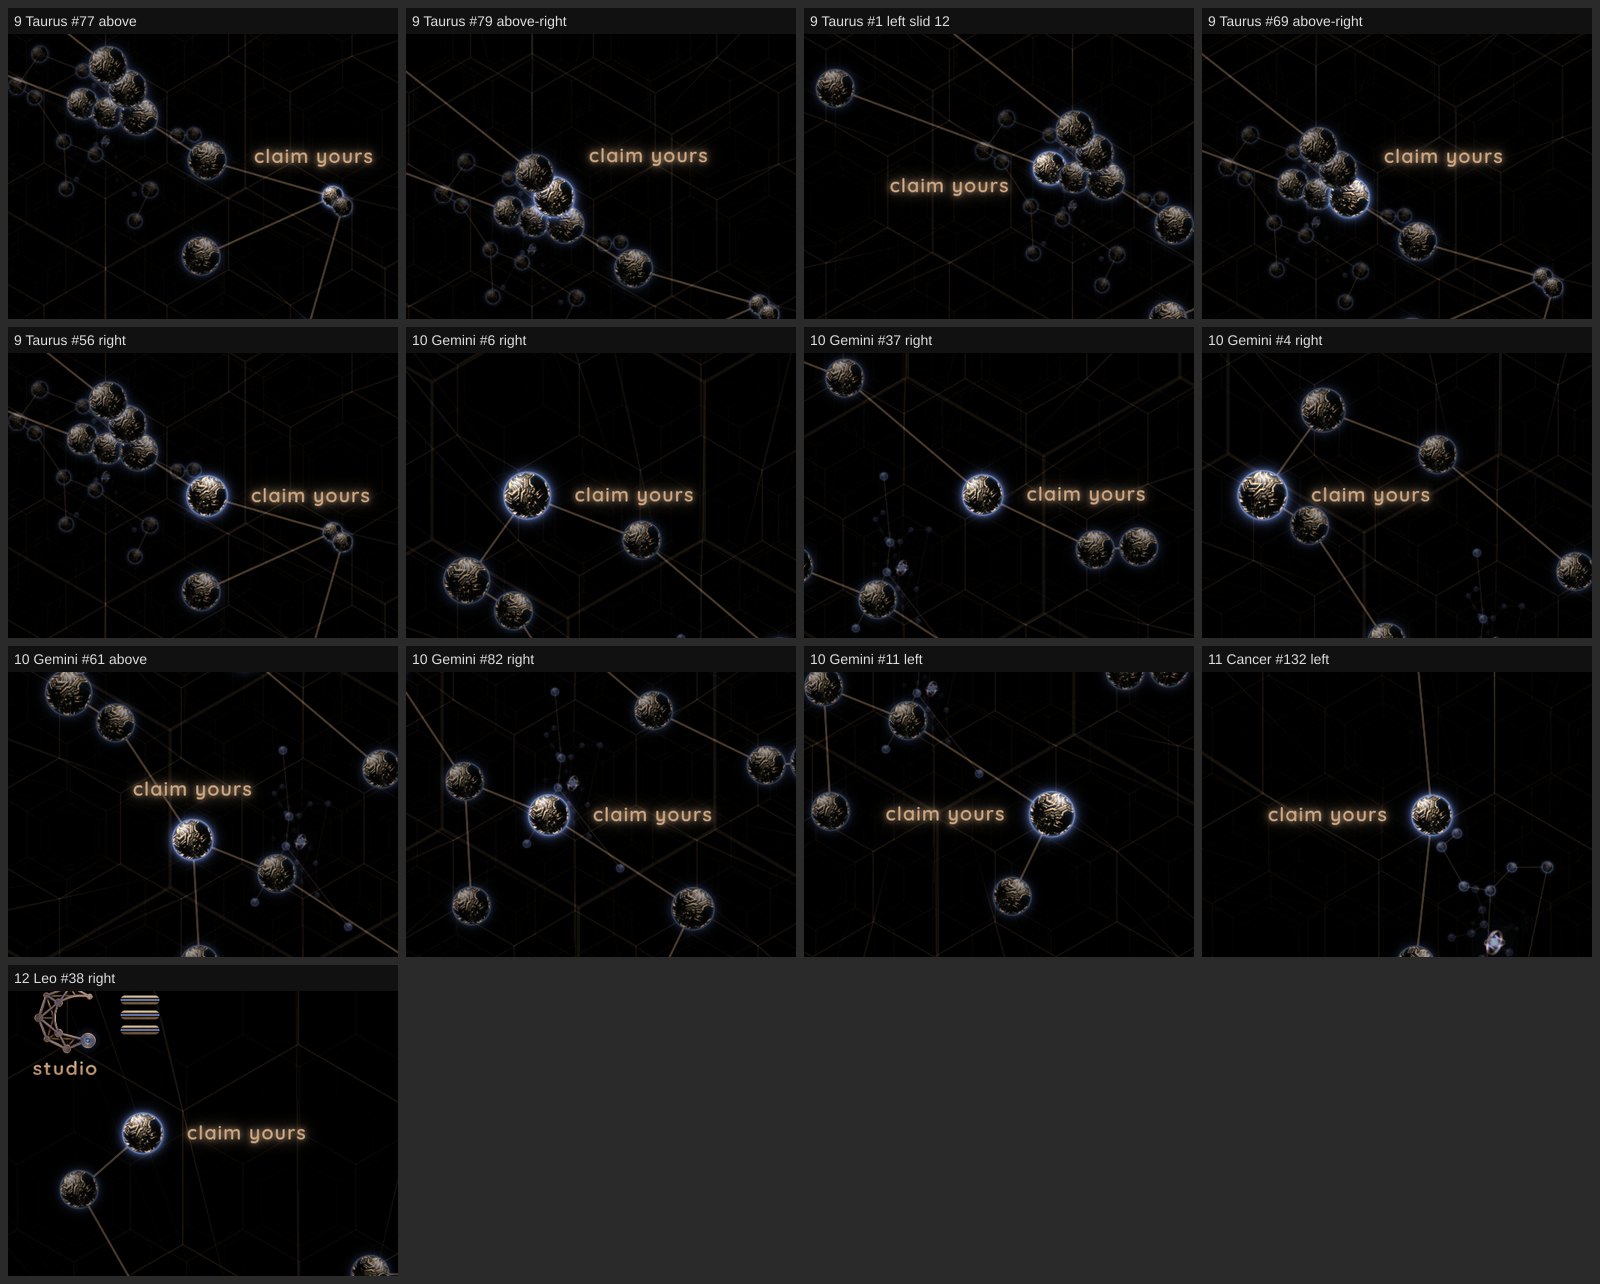 9 Taurus #77 above
claim yours
9 Taurus #79 above-right
claim yours
9 Taurus #1 left slid 12
claim yours
9 Taurus #69 above-right
claim yours
9 Taurus #56 right
claim yours
10 Gemini #6 right
claim yours
10 Gemini #37 right
claim yours
10 Gemini #4 right
claim yours
10 Gemini #61 above
claim yours
10 Gemini #82 right
claim yours
10 Gemini #11 left
claim yours
11 Cancer #132 left
claim yours
12 Leo #38 right
studio
claim yours